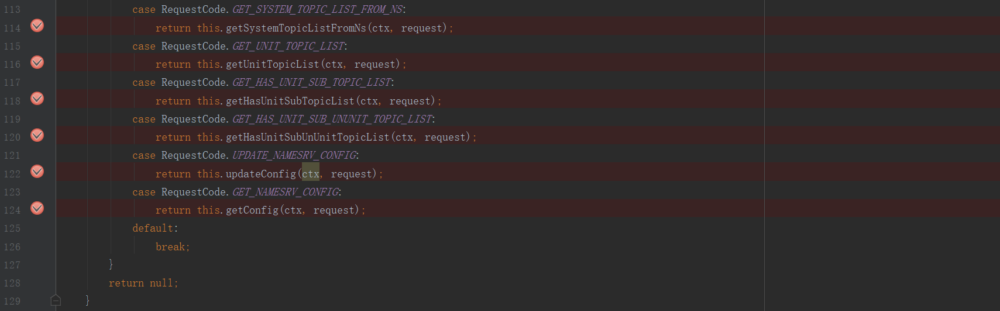 113 case RequestCode.GET_SYSTEM_TOPIC_LIST_FROM_NS:
114 return this.getSystemTopicListFromNs(ctx, request);
115 case RequestCode.GET_UNIT_TOPIC_LIST:
116 return this.getUnitTopicList(ctx, request);
117 case RequestCode.GET_HAS_UNIT_SUB_TOPIC_LIST:
118 return this.getHasUnitSubTopicList(ctx, request);
119 case RequestCode.GET_HAS_UNIT_SUB_UNUNIT_TOPIC_LIST:
120 return this.getHasUnitSubUnUnitTopicList(ctx, request);
121 case RequestCode.UPDATE_NAMESRV_CONFIG:
122 return this.updateConfig(ctx, request);
123 case RequestCode.GET_NAMESRV_CONFIG:
124 return this.getConfig(ctx, request);
125 default:
126 break;
127 }
128 return null;
129 }